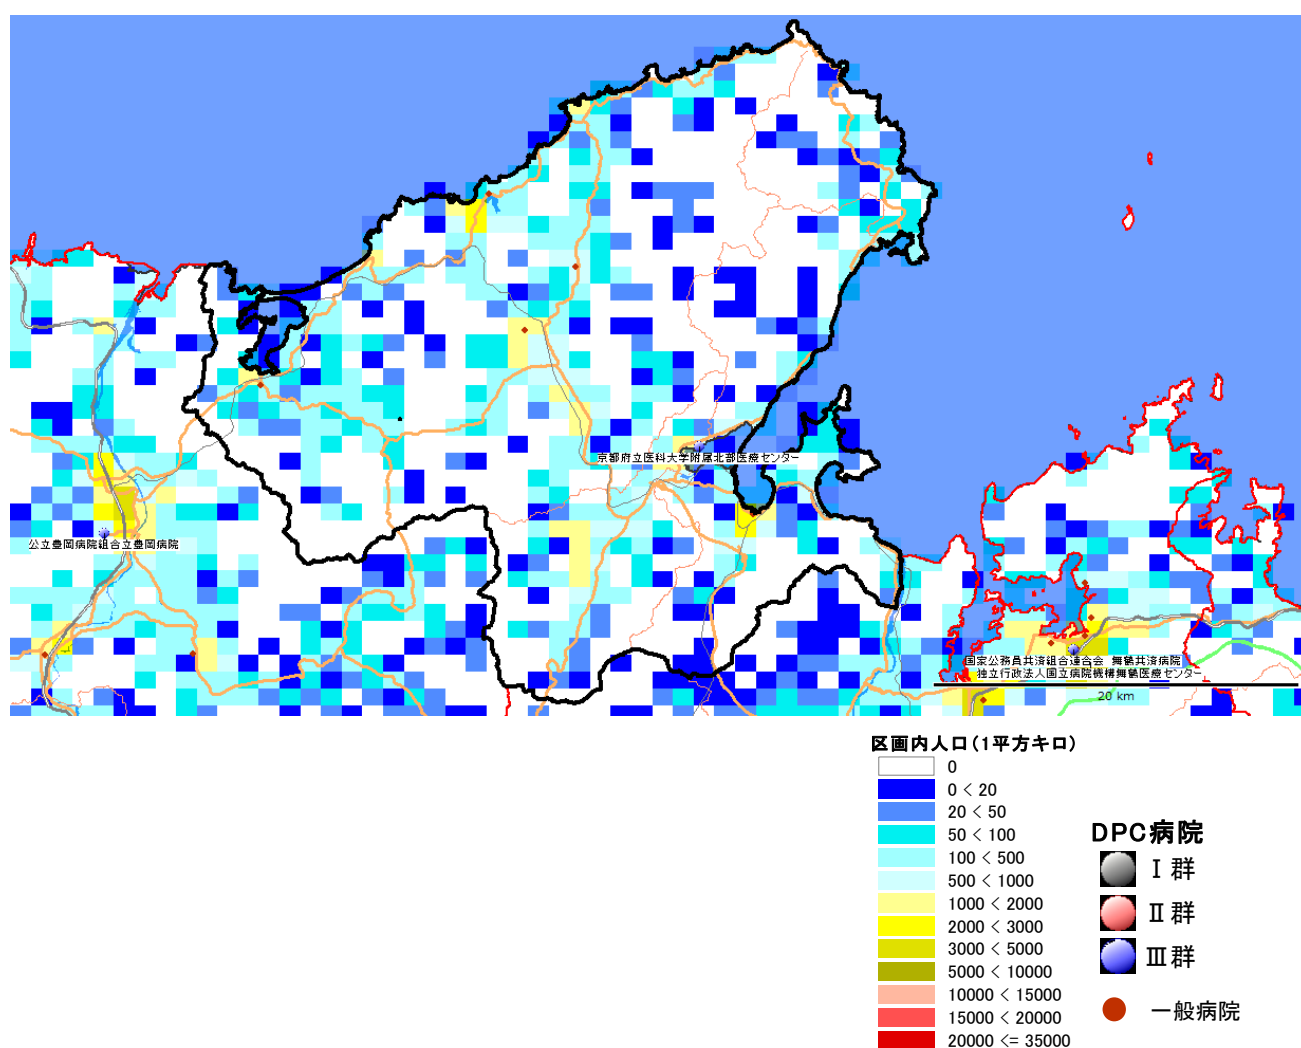 京都府立医科大学附属北部医療センター
公立豊岡病院組合立豊岡病院
国家公務員共済組合連合会 舞鶴共済病院
独立行政法人国立病院機構舞鶴医療センター
20 km
区画内人口(1平方キロ)
0
0 < 20
20 < 50
50 < 100
100 < 500
500 < 1000
1000 < 2000
2000 < 3000
3000 < 5000
5000 < 10000
10000 < 15000
15000 < 20000
20000 <= 35000
DPC病院
Ⅰ群
Ⅱ群
Ⅲ群
一般病院